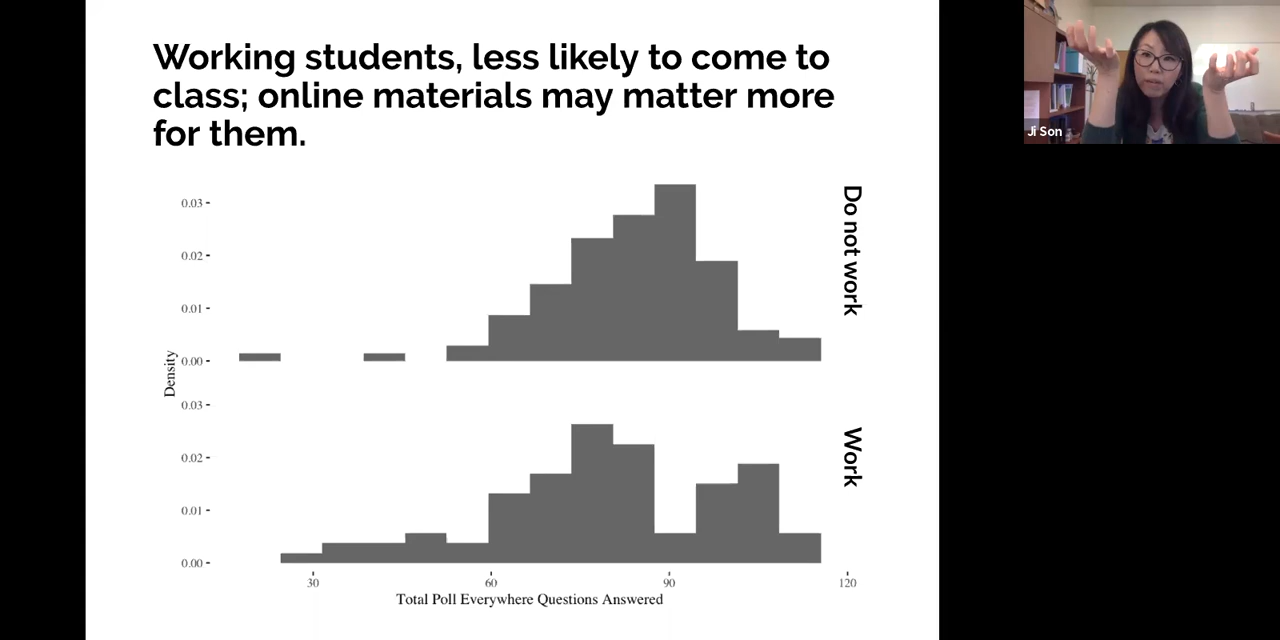 Working students, less likely to come to
class; online materials may matter more
for them.
Ji Son
Do not work
0.03
0.02
0.01
0.00
Density
Work
0.03
0.02
0.01
0.00
30 60 90 120
Total Poll Everywhere Questions Answered